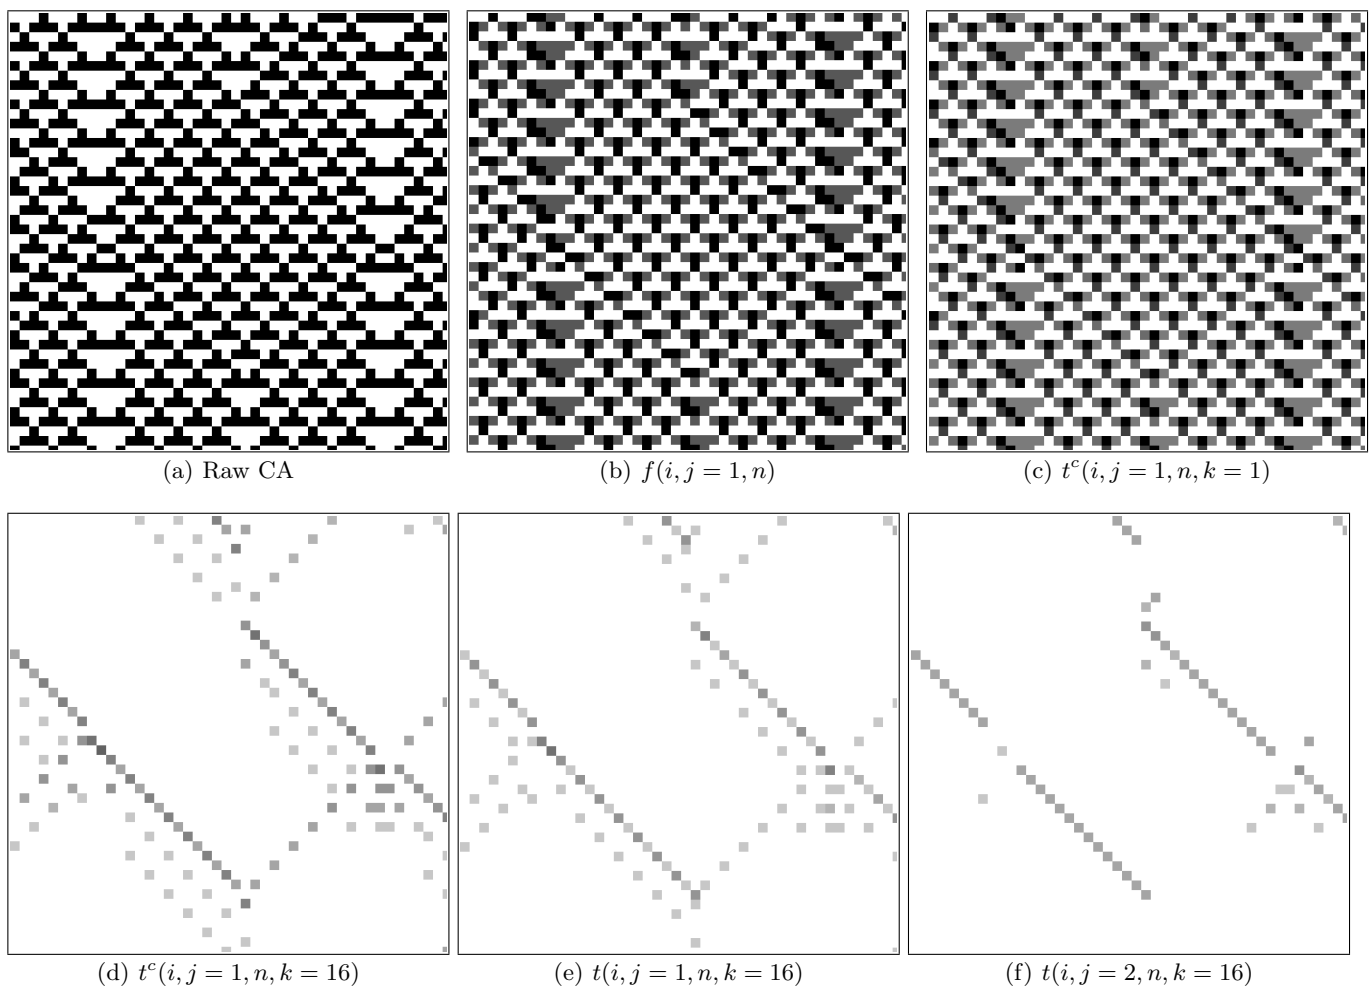 (a) Raw CA
(b) f(i, j = 1, n)
(c) t^c(i, j = 1, n, k = 1)
(d) t^c(i, j = 1, n, k = 16)
(e) t(i, j = 1, n, k = 16)
(f) t(i, j = 2, n, k = 16)